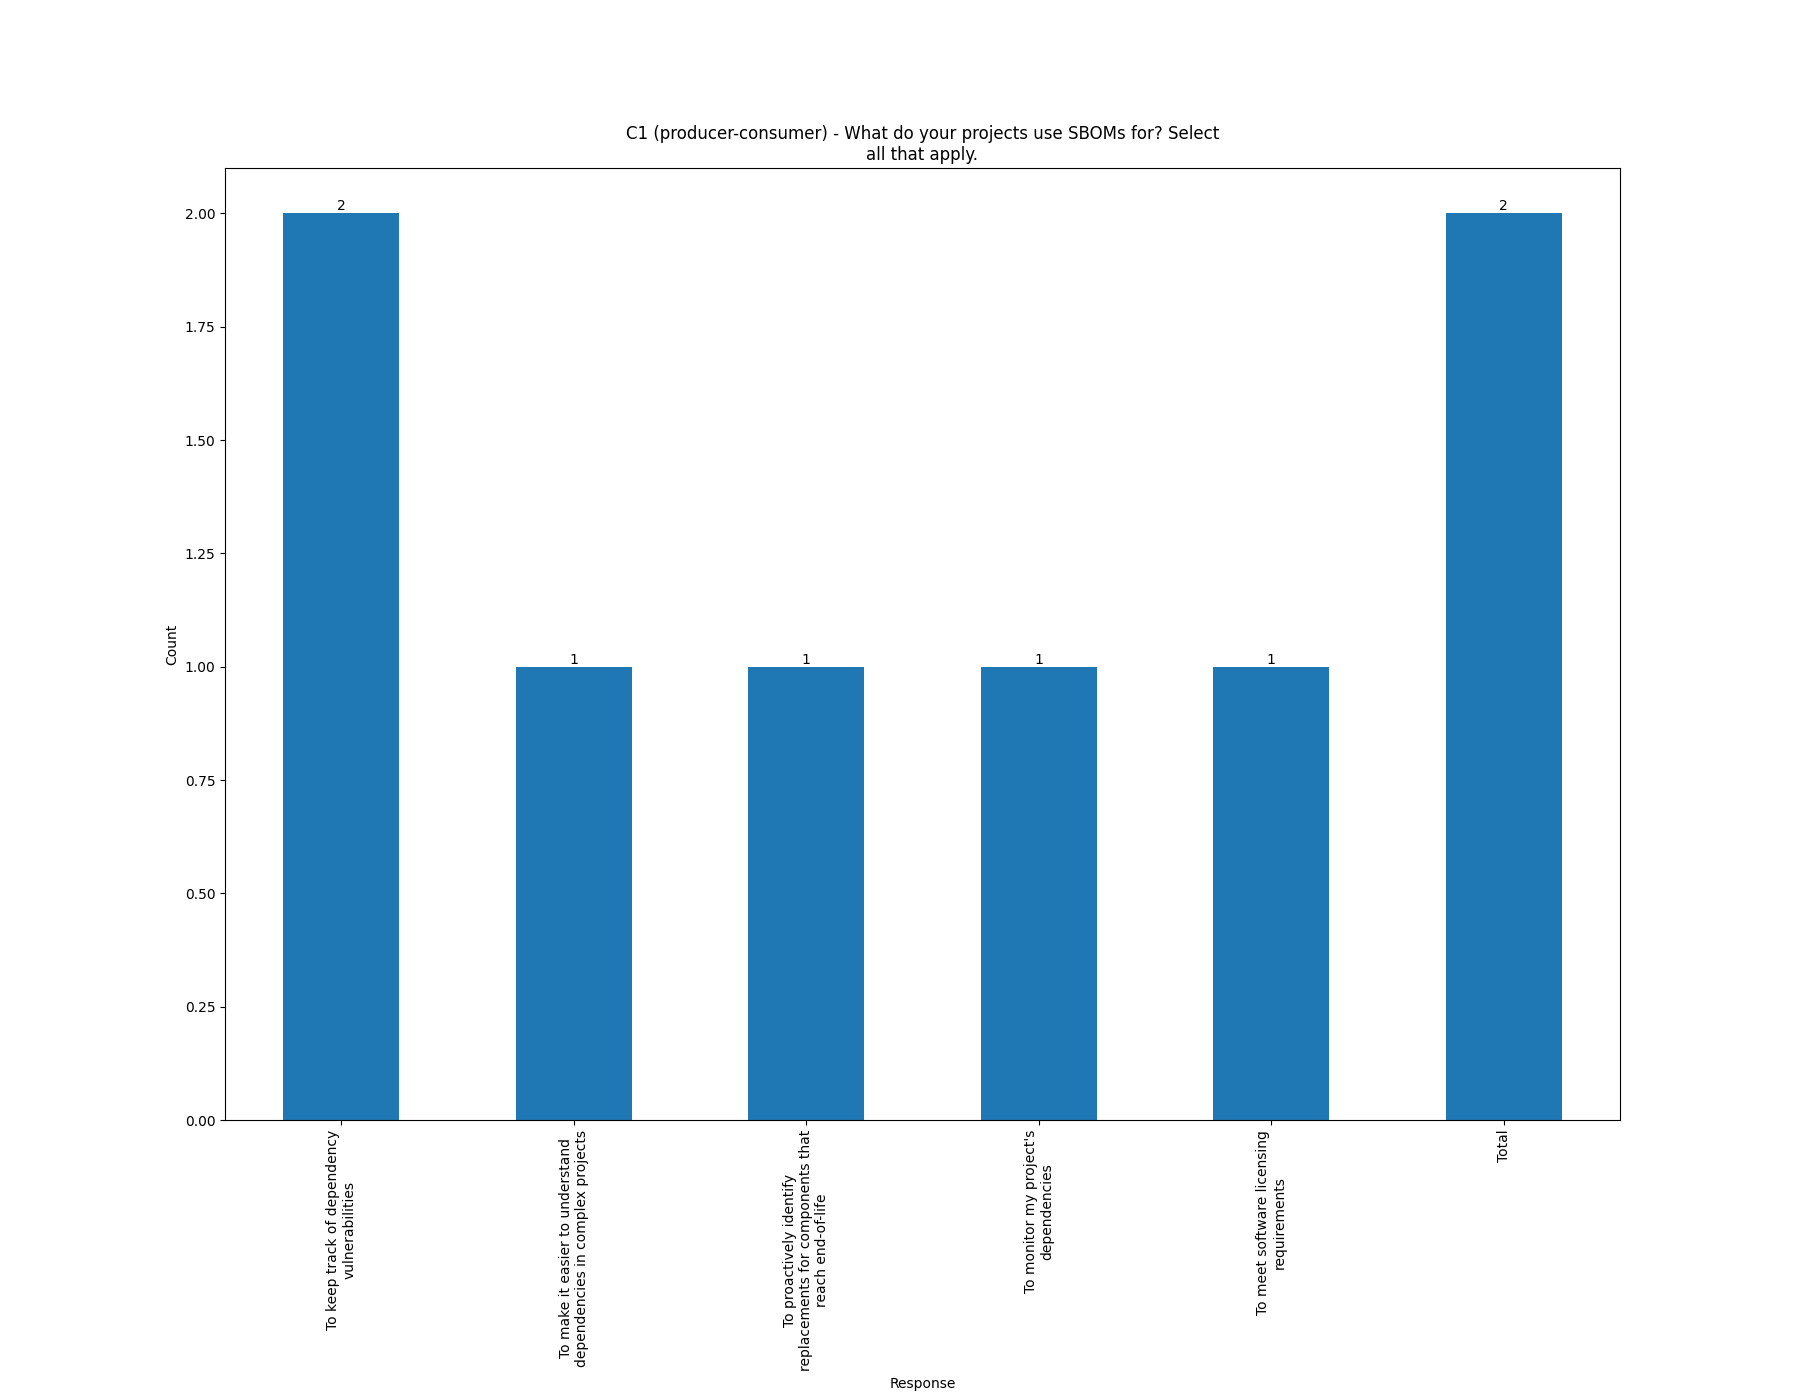 C1 (producer-consumer) - What do your projects use SBOMs for? Select
all that apply.
2
1
1
1
1
2
2.00
1.75
1.50
1.25
1.00
0.75
0.50
0.25
0.00
Count
To keep track of dependency
vulnerabilities
To make it easier to understand
dependencies in complex projects
To proactively identify
replacements for components that
reach end-of-life
To monitor my project's
dependencies
To meet software licensing
requirements
Total
Response